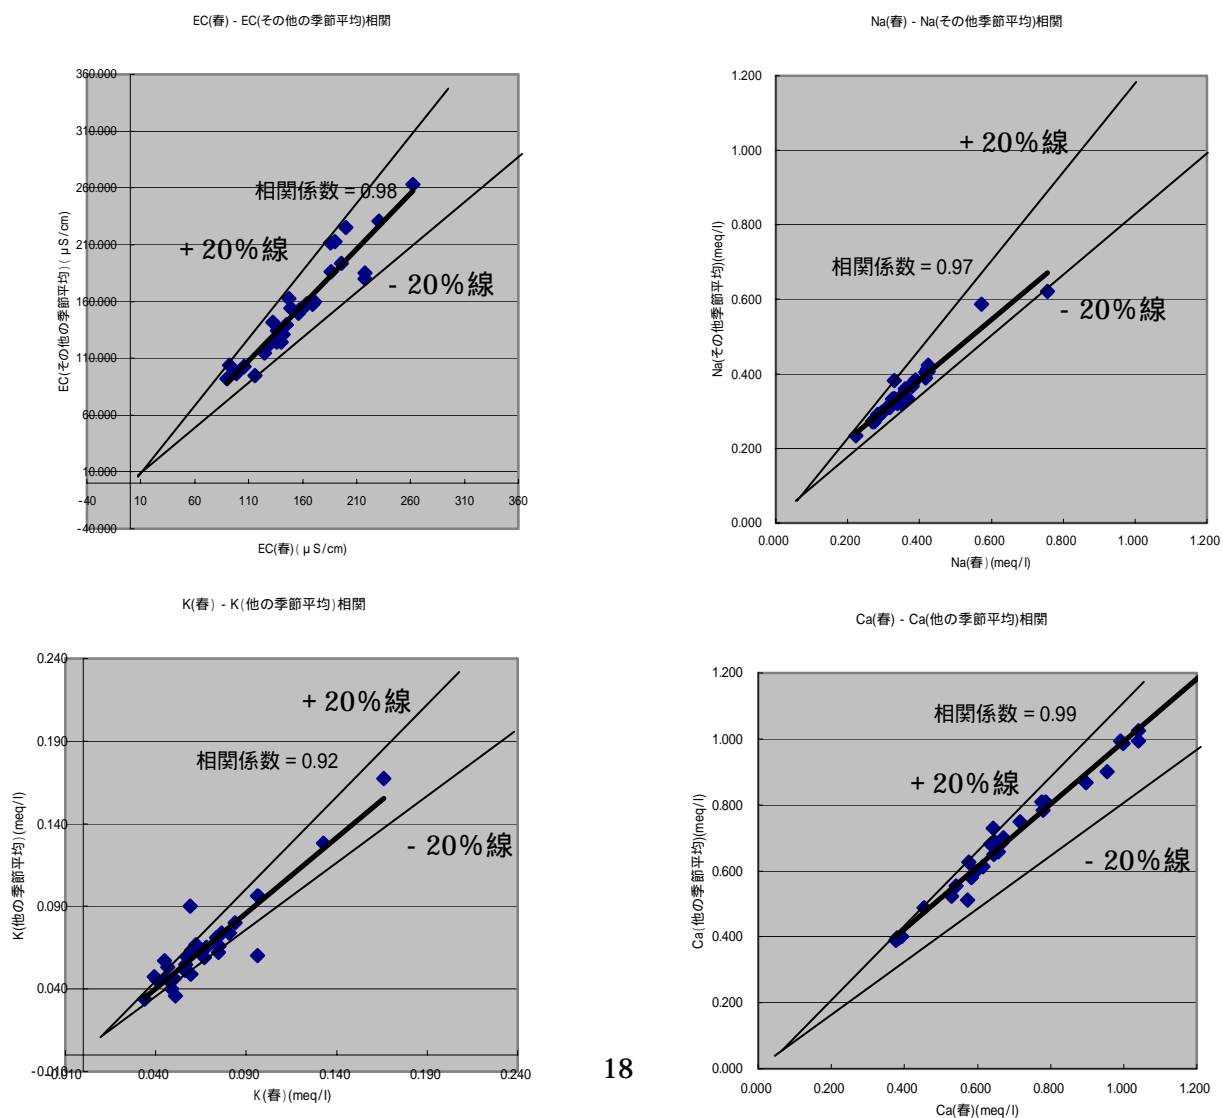 EC(春) - EC(その他の季節平均)相関
360.000
310.000
260.000
210.000
160.000
110.000
60.000
10.000
-40.000
-40 10 60 110 160 210 260 310 360
EC(その他の季節平均)(μS/cm)
EC(春)(μS/cm)
相関係数 = 0.98
+ 20%線
- 20%線
Na(春) - Na(その他季節平均)相関
1.200
1.000
0.800
0.600
0.400
0.200
0.000
0.000 0.200 0.400 0.600 0.800 1.000 1.200
Na(その他季節平均)(meq/l)
Na(春)(meq/l)
+ 20%線
相関係数 = 0.97
- 20%線
K(春) - K(他の季節平均)相関
0.240
0.190
0.140
0.090
0.040
-0.010
-0.010 0.040 0.090 0.140 0.190 0.240
K(他の季節平均)(meq/l)
K(春)(meq/l)
+ 20%線
相関係数 = 0.92
- 20%線
Ca(春) - Ca(他の季節平均)相関
1.200
1.000
0.800
0.600
0.400
0.200
0.000
0.000 0.200 0.400 0.600 0.800 1.000
Ca(他の季節平均)(meq/l)
Ca(春)(meq/l)
相関係数 = 0.99
+ 20%線
- 20%線
18